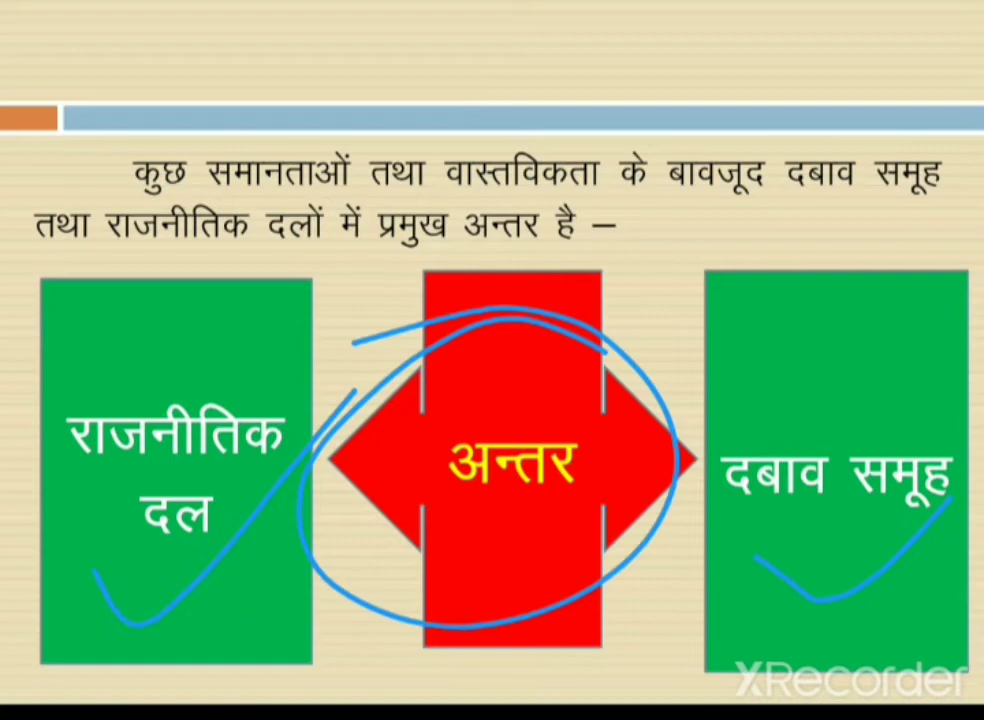 कुछ समानताओं तथा वास्तविकता के बावजूद दबाव समूह
तथा राजनीतिक दलों में प्रमुख अन्तर है –
राजनीतिक
दल
अन्तर
दबाव समूह
XRecorder